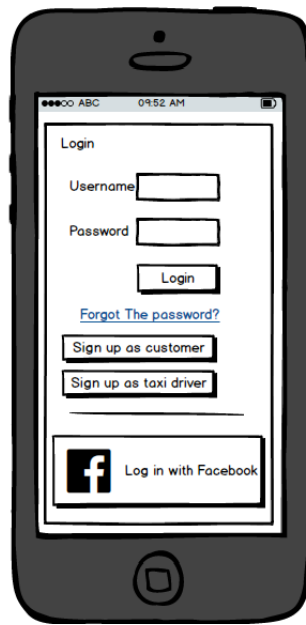 ABC 09:52 AM
Login
Username
Password
Login
Forgot The password?
Sign up as customer
Sign up as taxi driver
f Log in with Facebook